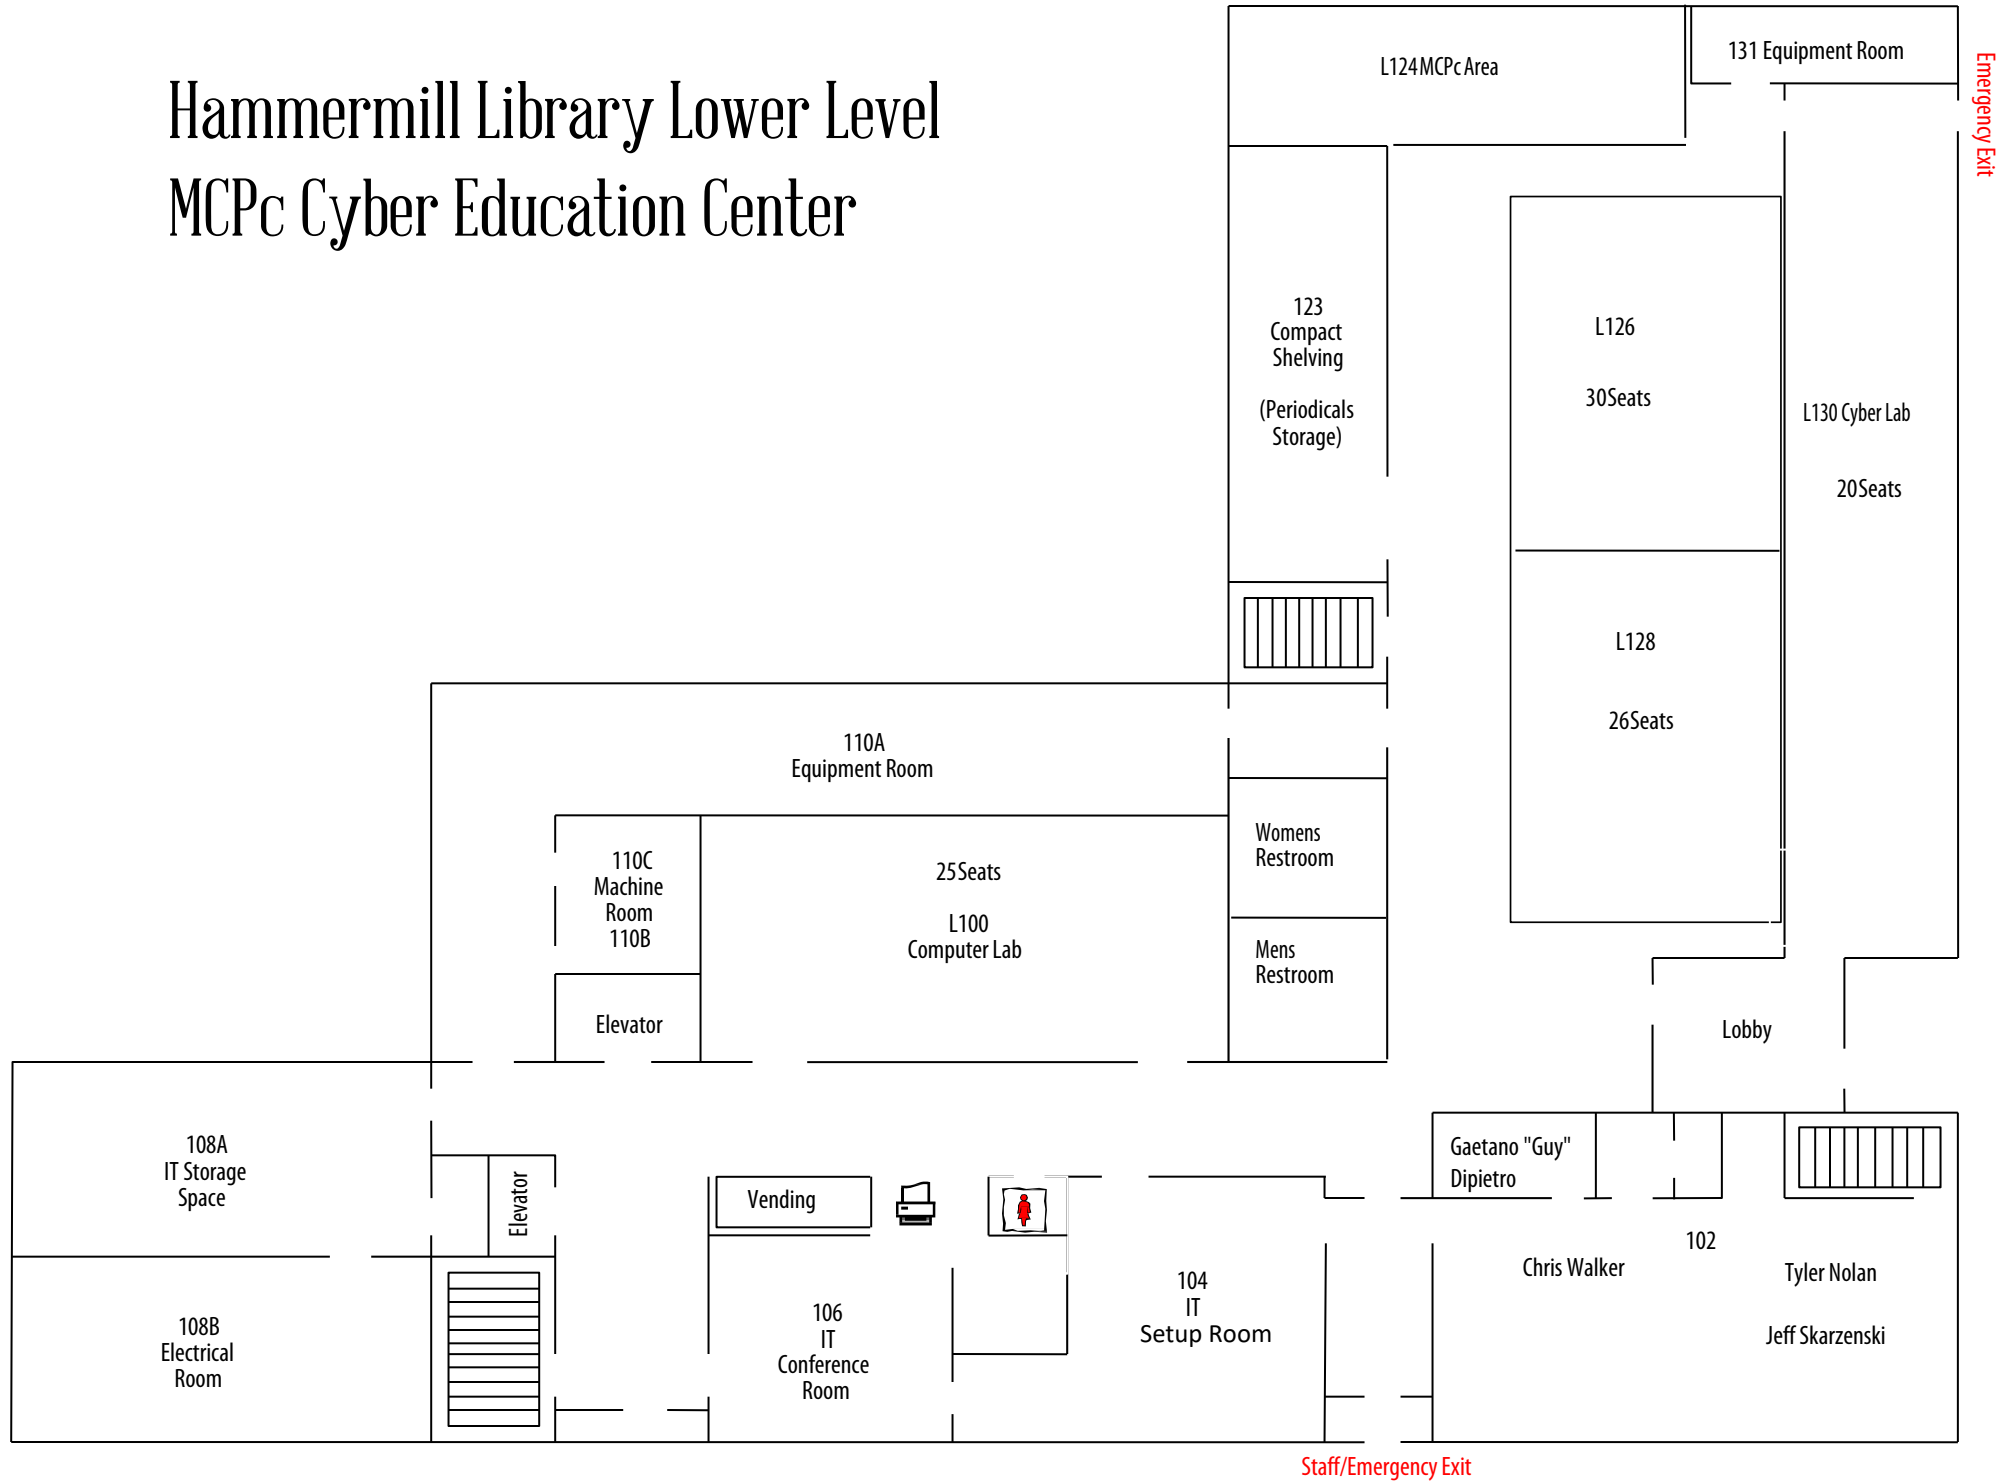 Hammermill Library Lower Level
MCPc Cyber Education Center
L124 MCPc Area
131 Equipment Room
Emergency Exit
123
Compact
Shelving
(Periodicals
Storage)
L126
30 Seats
L130 Cyber Lab
20 Seats
L128
26 Seats
110A
Equipment Room
110C
Machine
Room
110B
25 Seats
L100
Computer Lab
Womens
Restroom
Mens
Restroom
Elevator
Lobby
108A
IT Storage
Space
Elevator
Vending
Gaetano "Guy"
Dipietro
102
Chris Walker
Tyler Nolan
Jeff Skarzenski
104
IT
Setup Room
106
IT
Conference
Room
108B
Electrical
Room
Staff/Emergency Exit